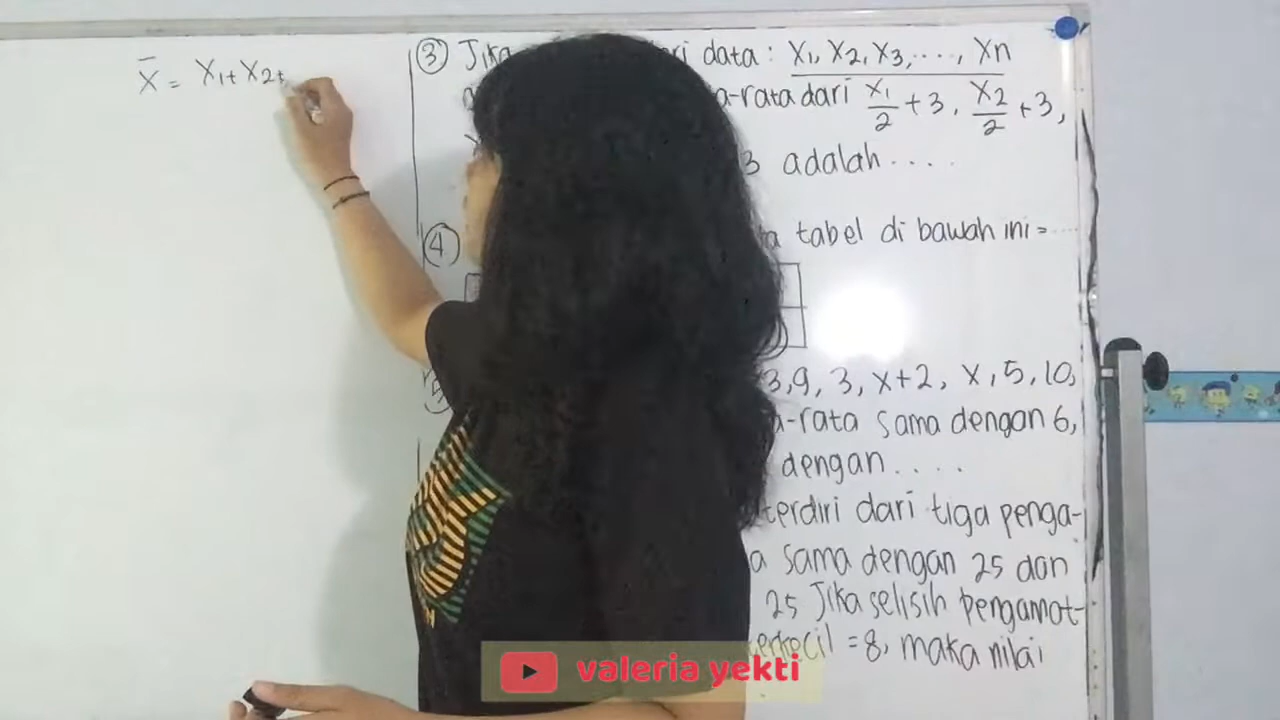 x̄ = x₁+x₂+
③ Jika data : x₁, x₂, x₃, ...., xn
-rata dari x₁/2 + 3, x₂/2 + 3,
3 adalah ....
④ tabel di bawah ini = ...
3, 9, 3, x+2, x, 5, 10,
-rata sama dengan 6,
dengan ....
terdiri dari tiga penga-
sama dengan 25 dan
25 Jika selisih pengamat-
terkecil = 8, maka nilai
valeria yekti